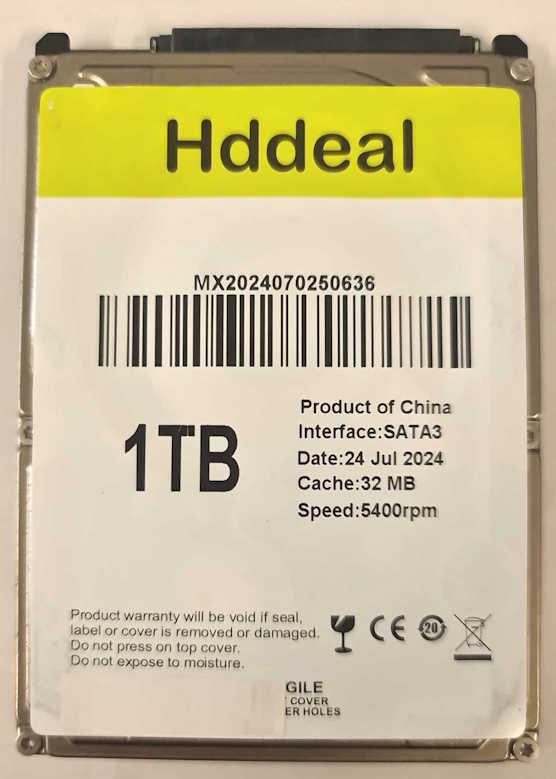 Hddeal
MX2024070250636
1TB
Product of China
Interface:SATA3
Date:24 Jul 2024
Cache:32 MB
Speed:5400rpm
Product warranty will be void if seal,
label or cover is removed or damaged.
Do not press on top cover.
Do not expose to moisture.
CE
20
GILE
COVER
ER HOLES